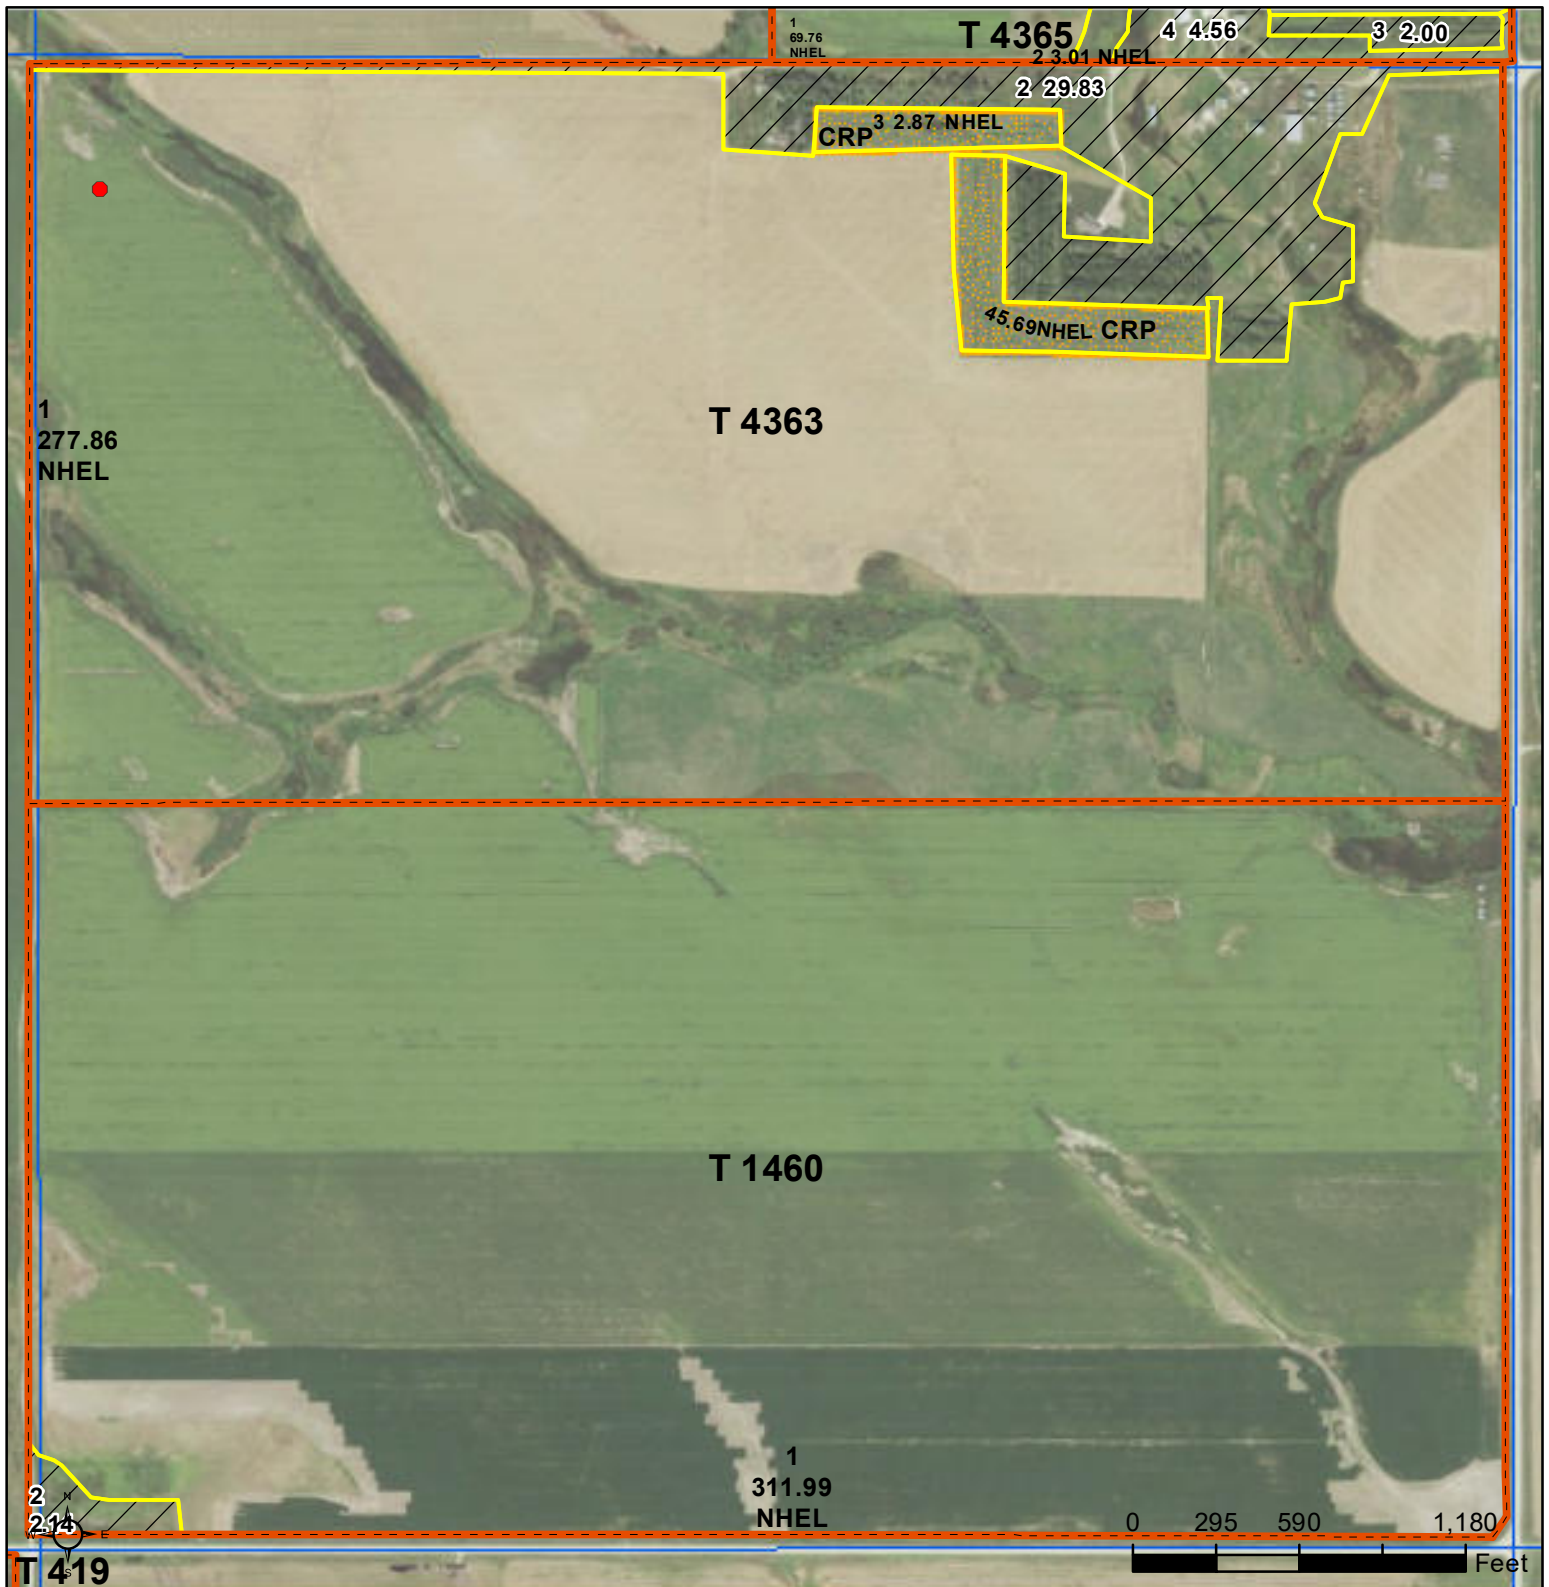 1
69.76
NHEL
T 4365
4 4.56
3 2.00
2 3.01 NHEL
2 29.83
3 2.87 NHEL
CRP
45.69NHEL CRP
1
277.86
NHEL
T 4363
T 1460
1
311.99
NHEL
2
2.14
N
W E
S
T 419
0 295 590 1,180
Feet